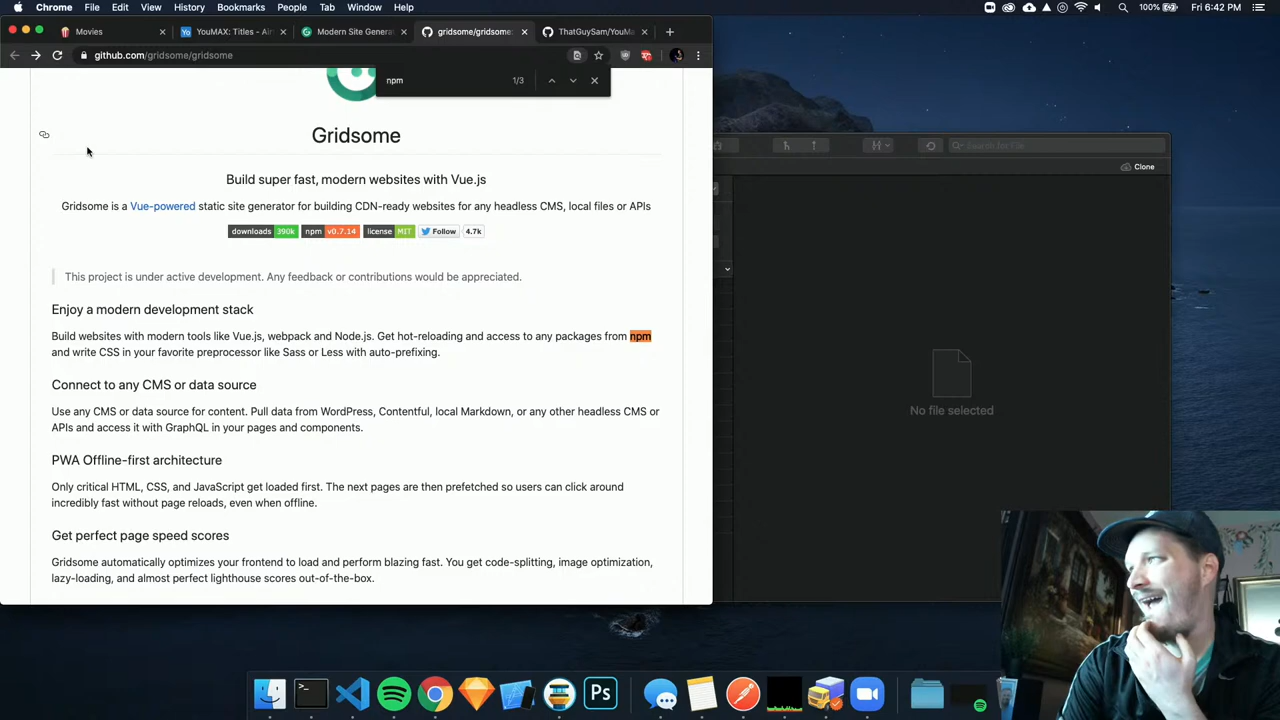 Chrome File Edit View History Bookmarks People Tab Window Help
100% Fri 6:42 PM
Movies
YouMAX: Titles - Air
Modern Site Genera
gridsome/gridsome:
ThatGuySam/YouMA
github.com/gridsome/gridsome
npm 1/3
Gridsome
Build super fast, modern websites with Vue.js
Gridsome is a Vue-powered static site generator for building CDN-ready websites for any headless CMS, local files or APIs
downloads 390k npm v0.7.14 license MIT Follow 4.7k
This project is under active development. Any feedback or contributions would be appreciated.
Enjoy a modern development stack
Build websites with modern tools like Vue.js, webpack and Node.js. Get hot-reloading and access to any packages from npm
and write CSS in your favorite preprocessor like Sass or Less with auto-prefixing.
Connect to any CMS or data source
Use any CMS or data source for content. Pull data from WordPress, Contentful, local Markdown, or any other headless CMS or
APIs and access it with GraphQL in your pages and components.
PWA Offline-first architecture
Only critical HTML, CSS, and JavaScript get loaded first. The next pages are then prefetched so users can click around
incredibly fast without page reloads, even when offline.
Get perfect page speed scores
Gridsome automatically optimizes your frontend to load and perform blazing fast. You get code-splitting, image optimization,
lazy-loading, and almost perfect lighthouse scores out-of-the-box.
Search for File
Clone
No file selected
Ps